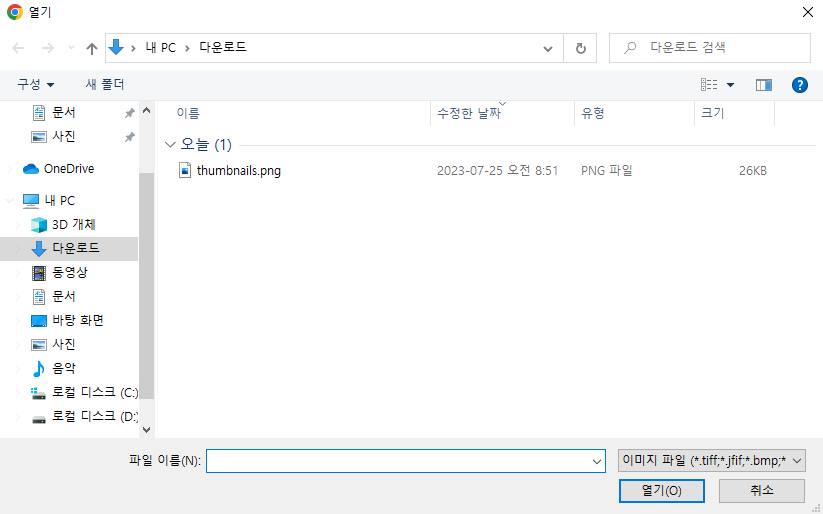 열기
내 PC > 다운로드
다운로드 검색
구성
새 폴더
이름
수정한 날짜
유형
크기
문서
사진
OneDrive
내 PC
3D 개체
다운로드
동영상
문서
바탕 화면
사진
음악
로컬 디스크 (C:)
로컬 디스크 (D:)
오늘 (1)
thumbnails.png
2023-07-25 오전 8:51
PNG 파일
26KB
파일 이름(N):
이미지 파일 (*.tiff;*.jfif;*.bmp;*
열기(O)
취소